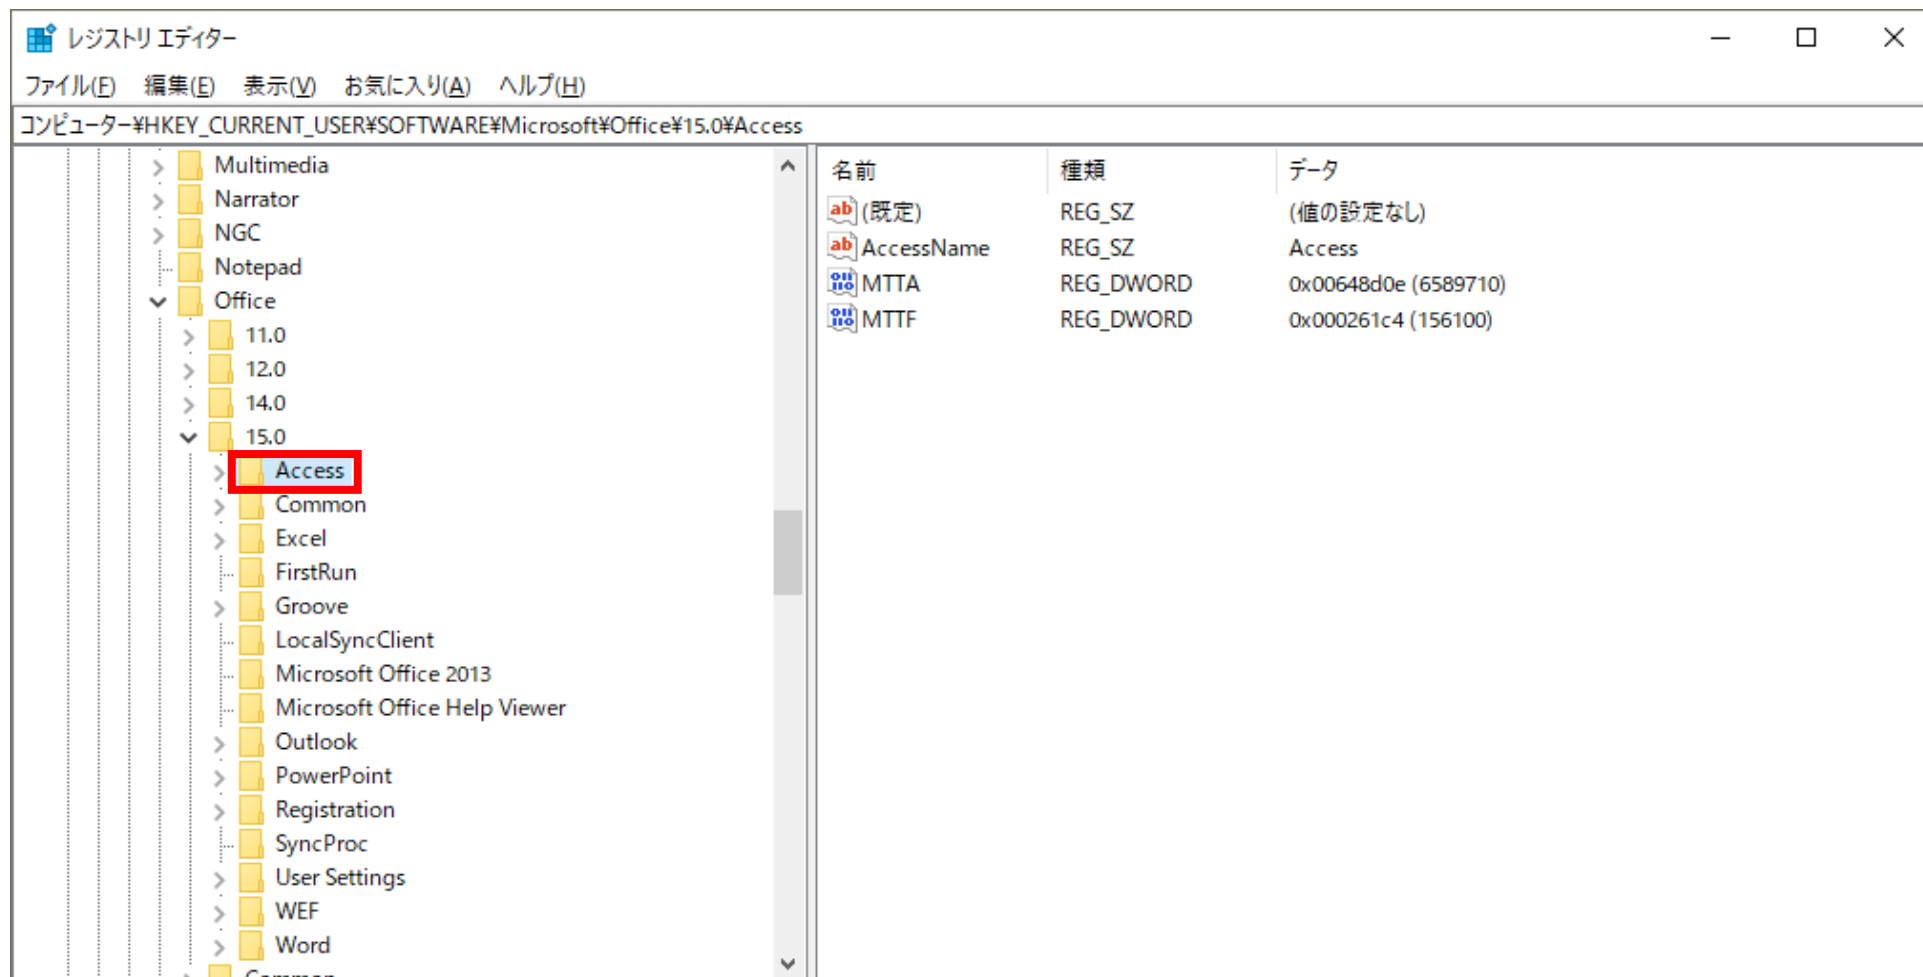 レジストリ エディター
ファイル(F) 編集(E) 表示(V) お気に入り(A) ヘルプ(H)
コンピューター¥HKEY_CURRENT_USER¥SOFTWARE¥Microsoft¥Office¥15.0¥Access
Multimedia
Narrator
NGC
Notepad
Office
11.0
12.0
14.0
15.0
Access
Common
Excel
FirstRun
Groove
LocalSyncClient
Microsoft Office 2013
Microsoft Office Help Viewer
Outlook
PowerPoint
Registration
SyncProc
User Settings
WEF
Word
Common
名前 種類 データ
(既定) REG_SZ (値の設定なし)
AccessName REG_SZ Access
MTTA REG_DWORD 0x00648d0e (6589710)
MTTF REG_DWORD 0x000261c4 (156100)